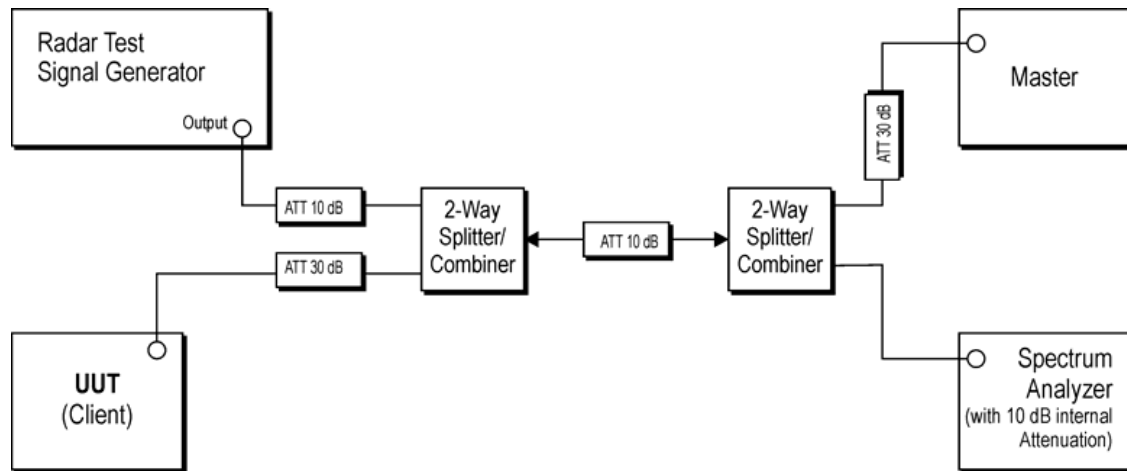 Radar Test
Signal Generator
Output
ATT 10 dB
ATT 30 dB
2-Way
Splitter/
Combiner
ATT 10 dB
2-Way
Splitter/
Combiner
ATT 30 dB
Master
UUT
(Client)
Spectrum
Analyzer
(with 10 dB internal
Attenuation)